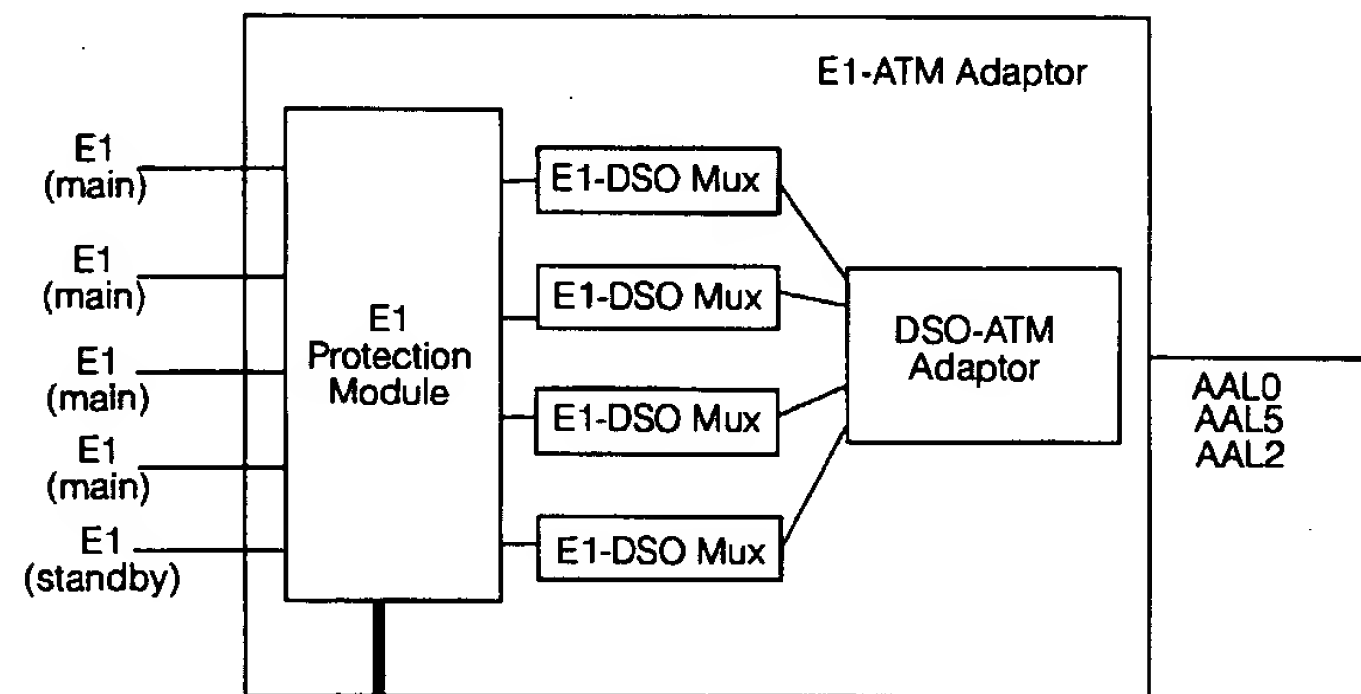 E1-ATM Adaptor
E1
(main)
E1
(main)
E1
(main)
E1
(main)
E1
(standby)
E1
Protection
Module
E1-DSO Mux
E1-DSO Mux
E1-DSO Mux
E1-DSO Mux
DSO-ATM
Adaptor
AAL0
AAL5
AAL2